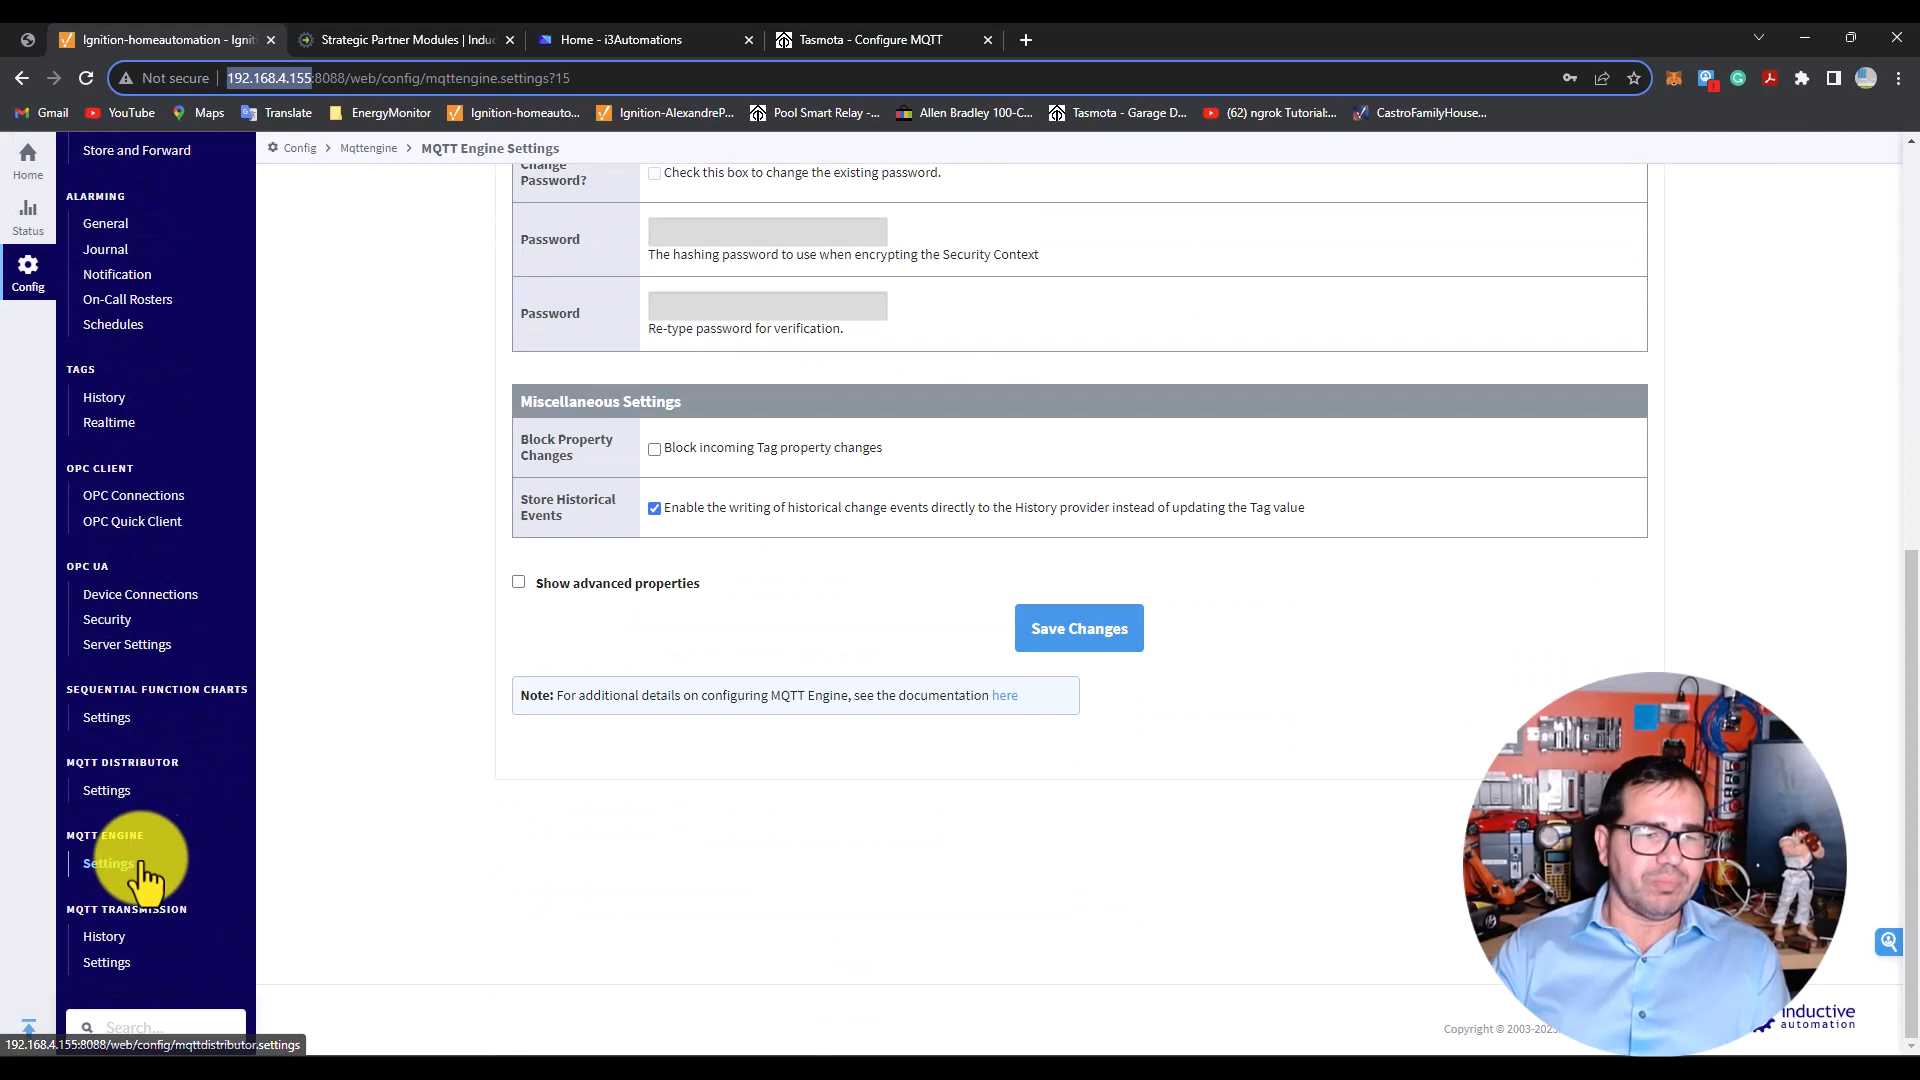 Ignition-homeautomation - Igniti
Strategic Partner Modules | Induc
Home - i3Automations
Tasmota - Configure MQTT
Not secure
192.168.4.155:8088/web/config/mqttengine.settings?15
Gmail
YouTube
Maps
Translate
EnergyMonitor
Ignition-homeauto...
Ignition-AlexandreP...
Pool Smart Relay -...
Allen Bradley 100-C...
Tasmota - Garage D...
(62) ngrok Tutorial:...
CastroFamilyHouse...
Home
Status
Config
Store and Forward
ALARMING
General
Journal
Notification
On-Call Rosters
Schedules
TAGS
History
Realtime
OPC CLIENT
OPC Connections
OPC Quick Client
OPC UA
Device Connections
Security
Server Settings
SEQUENTIAL FUNCTION CHARTS
Settings
MQTT DISTRIBUTOR
Settings
MQTT ENGINE
Settings
MQTT TRANSMISSION
History
Settings
Search...
192.168.4.155:8088/web/config/mqttdistributor.settings
Config > Mqttengine > MQTT Engine Settings
Change
Password?
Check this box to change the existing password.
Password
The hashing password to use when encrypting the Security Context
Password
Re-type password for verification.
Miscellaneous Settings
Block Property
Changes
Block incoming Tag property changes
Store Historical
Events
Enable the writing of historical change events directly to the History provider instead of updating the Tag value
Show advanced properties
Save Changes
Note: For additional details on configuring MQTT Engine, see the documentation here
Copyright © 2003-202
inductive
automation